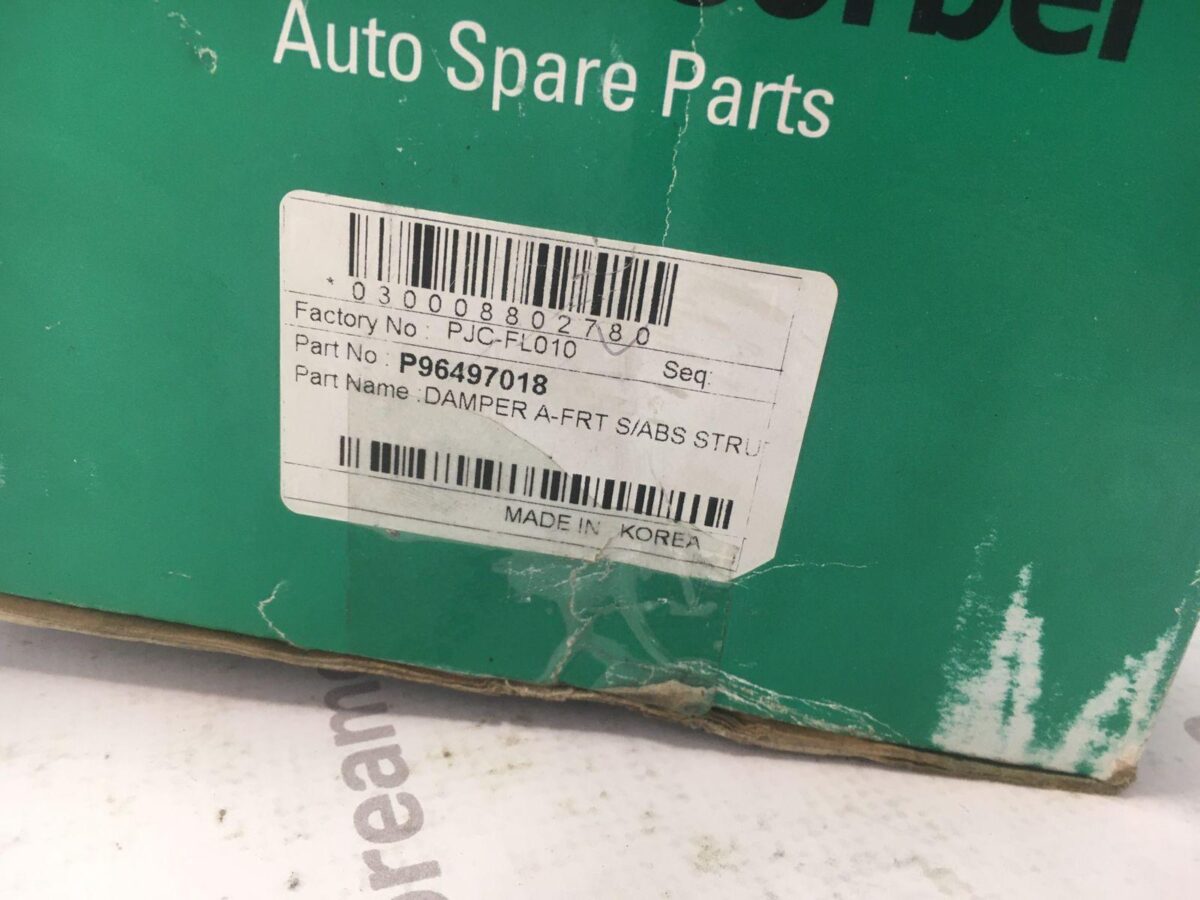 Auto Spare Parts
* 030008802780
Factory No : PJC-FL010
Seq:
Part No : P96497018
Part Name :DAMPER A-FRT S/ABS STRU
MADE IN KOREA